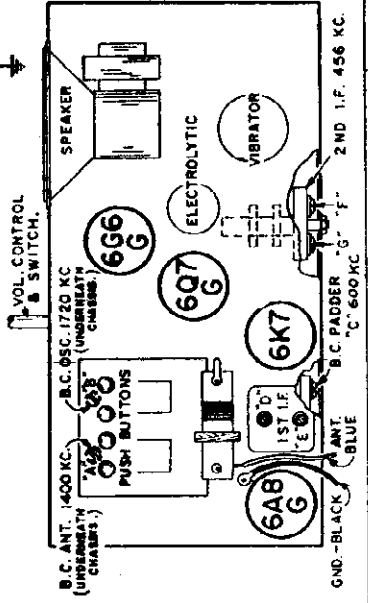 VOL. CONTROL
& SWITCH.
B.C. ANT. 1400 KC.
(UNDERNEATH
CHASSIS.)
B.C. OSC. 1720 KC
(UNDERNEATH
CHASSIS.)
"A"
"B"
PUSH BUTTONS
SPEAKER
6G6
G
6Q7
G
ELECTROLYTIC
VIBRATOR
6K7
6A8
G
"D"
1ST I.F.
"E"
GND.-BLACK
ANT.
BLUE
B.C. PADDER
"C" 600 KC
"G"
"F"
2ND I.F. 456 KC.